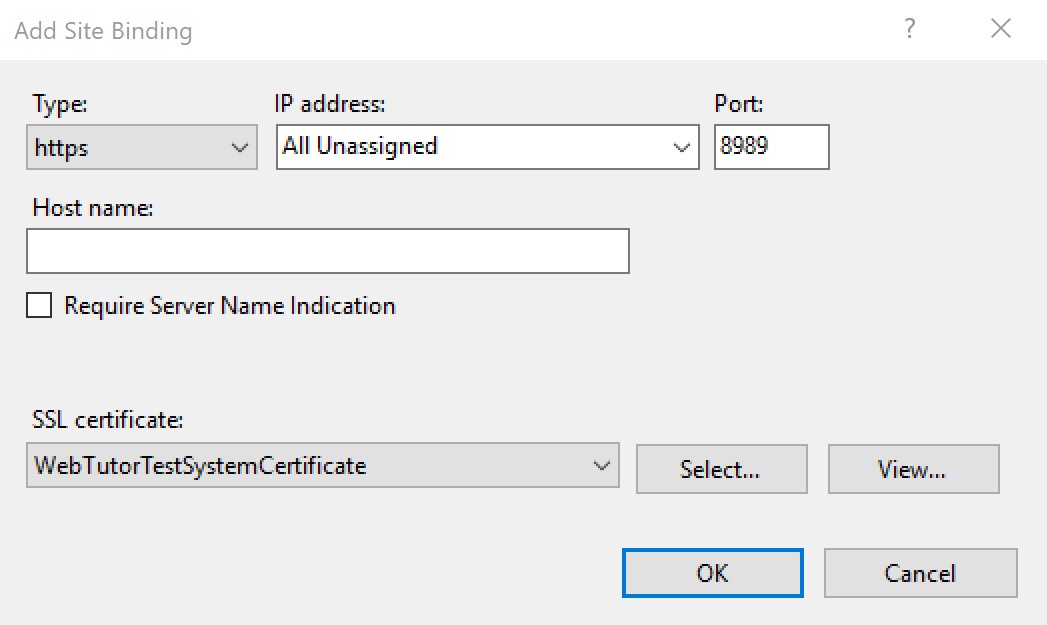 Add Site Binding ?
Type: IP address: Port:
https All Unassigned 8989
Host name:
Require Server Name Indication
SSL certificate:
WebTutorTestSystemCertificate Select... View...
OK Cancel